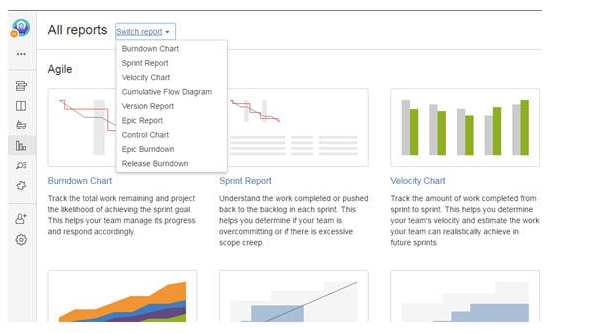 All reports Switch report
Burndown Chart
Sprint Report
Velocity Chart
Cumulative Flow Diagram
Version Report
Epic Report
Control Chart
Epic Burndown
Release Burndown
Agile
Burndown Chart
Track the total work remaining and project
the likelihood of achieving the sprint goal.
This helps your team manage its progress
and respond accordingly.
Sprint Report
Understand the work completed or pushed
back to the backlog in each sprint. This
helps you determine if your team is
overcommitting or if there is excessive
scope creep.
Velocity Chart
Track the amount of work completed from
sprint to sprint. This helps you determine
your team's velocity and estimate the work
your team can realistically achieve in
future sprints.